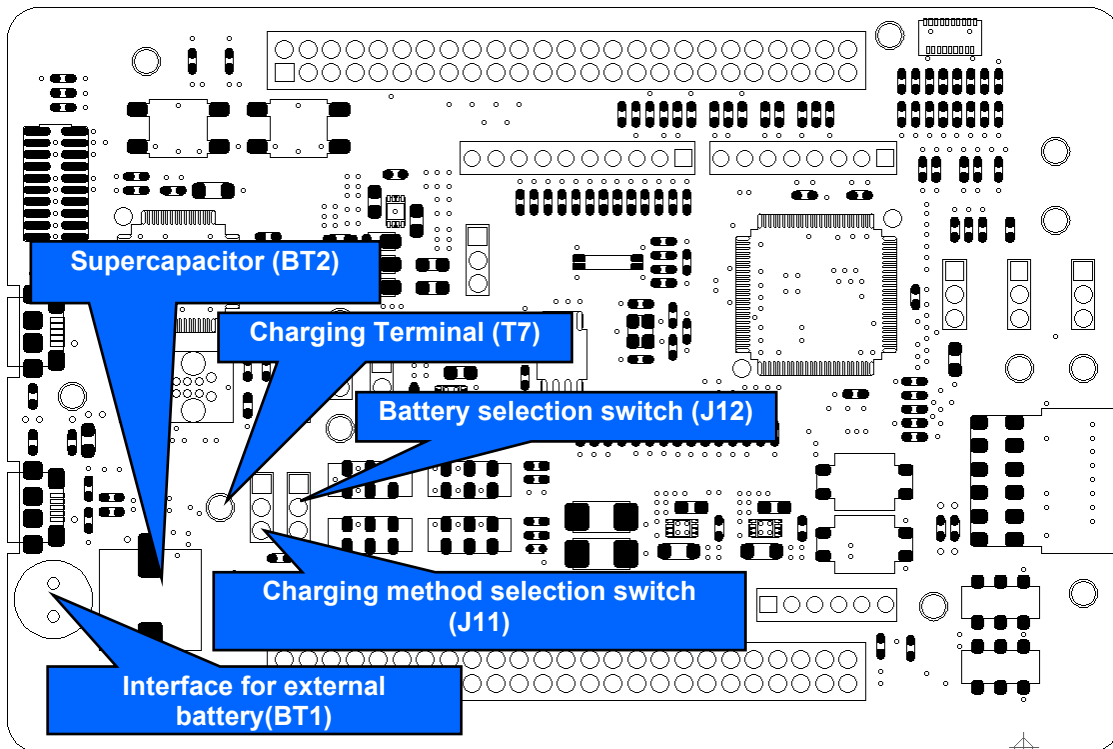 Supercapacitor (BT2)
Charging Terminal (T7)
Battery selection switch (J12)
Charging method selection switch
(J11)
Interface for external
battery(BT1)